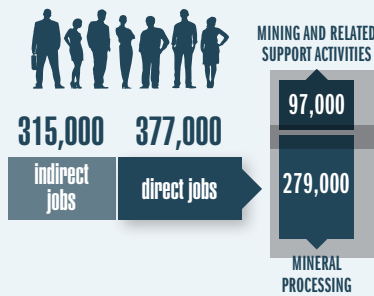 MINING AND RELATED
SUPPORT ACTIVITIES
97,000
315,000 377,000
indirect
jobs
direct jobs
279,000
MINERAL
PROCESSING